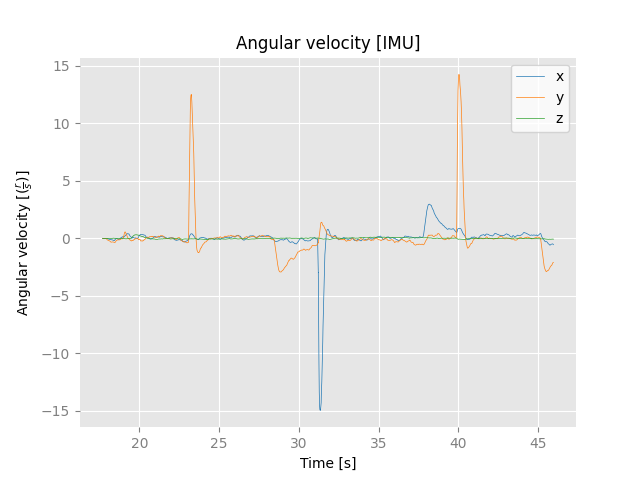 Angular velocity [IMU]
x
y
z
15
10
5
0
−5
−10
−15
Angular velocity [(r/s)]
20 25 30 35 40 45
Time [s]